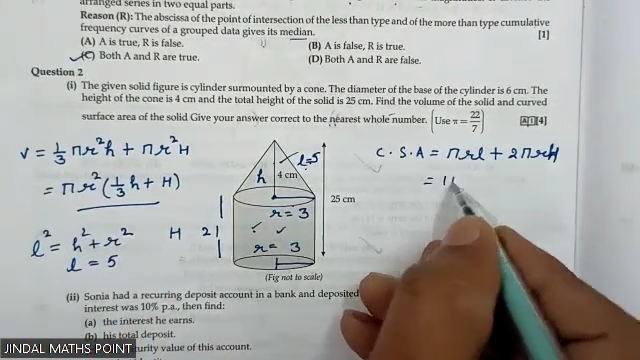 arranged series in two equal parts.
Reason (R): The abscissa of the point of intersection of the less than type and of the more than type cumulative
frequency curves of a grouped data gives its median. [1]
(A) A is true, R is false. (B) A is false, R is true.
(C) Both A and R are true. (D) Both A and R are false.
Question 2
(i) The given solid figure is cylinder surmounted by a cone. The diameter of the base of the cylinder is 6 cm. The
height of the cone is 4 cm and the total height of the solid is 25 cm. Find the volume of the solid and curved
surface area of the solid Give your answer correct to the nearest whole number. (Use π = 22/7) [4]
V = 1/3 πr²h + πr²H
= πr²(1/3 h + H)
l² = h² + r²
l = 5
H 21
h
l=5
4 cm
r = 3
r = 3
25 cm
(Fig not to scale)
C.S.A = πrl + 2πrH
=
(ii) Sonia had a recurring deposit account in a bank and deposited
interest was 10% p.a., then find:
(a) the interest he earns.
(b) his total deposit.
value of this account.
JINDAL MATHS POINT